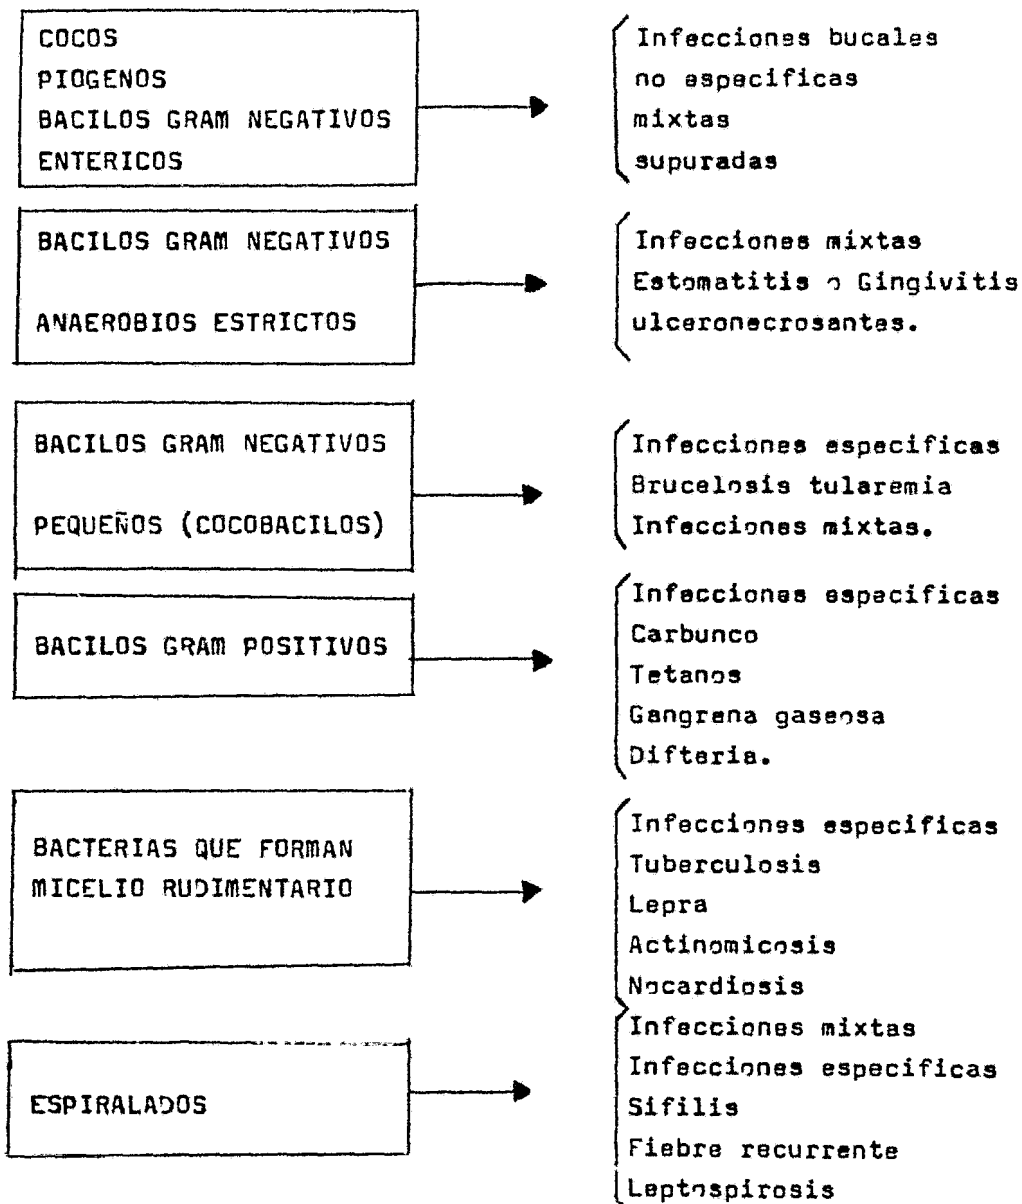 COCOS
PIOGENOS
BACILOS GRAM NEGATIVOS
ENTERICOS
Infecciones bucales
no especificas
mixtas
supuradas
BACILOS GRAM NEGATIVOS
ANAEROBIOS ESTRICTOS
Infecciones mixtas
Estomatitis o Gingivitis
ulceronecrosantes.
BACILOS GRAM NEGATIVOS
PEQUEÑOS (COCOBACILOS)
Infecciones especificas
Brucelosis tularemia
Infecciones mixtas.
BACILOS GRAM POSITIVOS
Infecciones especificas
Carbunco
Tetanos
Gangrena gaseosa
Difteria.
BACTERIAS QUE FORMAN
MICELIO RUDIMENTARIO
Infecciones especificas
Tuberculosis
Lepra
Actinomicosis
Nocardiosis
ESPIRALADOS
Infecciones mixtas
Infecciones especificas
Sifilis
Fiebre recurrente
Leptospirosis